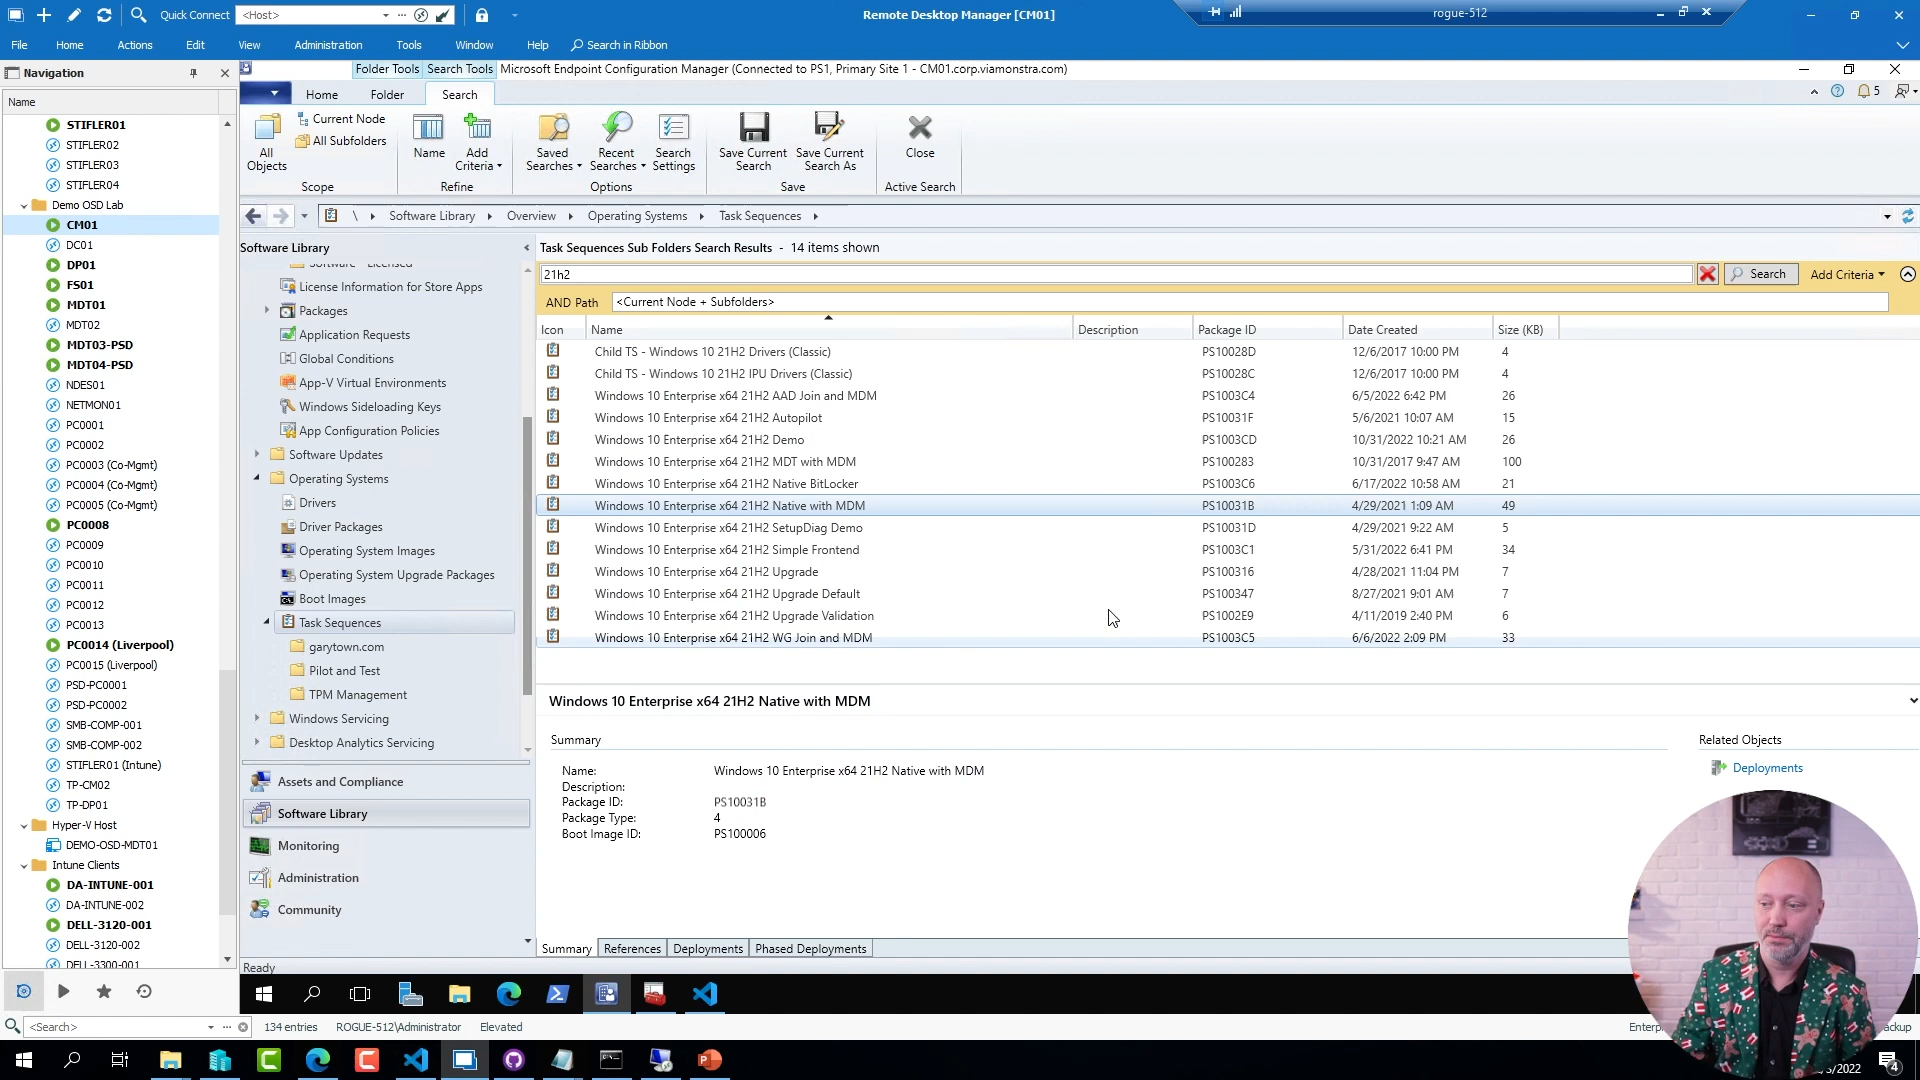 Quick Connect <Host> ... Remote Desktop Manager [CM01] rogue-512
File Home Actions Edit View Administration Tools Window Help Search in Ribbon
Navigation
Name
STIFLER01
STIFLER02
STIFLER03
STIFLER04
Demo OSD Lab
CM01
DC01
DP01
FS01
MDT01
MDT02
MDT03-PSD
MDT04-PSD
NDES01
NETMON01
PC0001
PC0002
PC0003 (Co-Mgmt)
PC0004 (Co-Mgmt)
PC0005 (Co-Mgmt)
PC0008
PC0009
PC0010
PC0011
PC0012
PC0013
PC0014 (Liverpool)
PC0015 (Liverpool)
PSD-PC0001
PSD-PC0002
SMB-COMP-001
SMB-COMP-002
STIFLER01 (Intune)
TP-CM02
TP-DP01
Hyper-V Host
DEMO-OSD-MDT01
Intune Clients
DA-INTUNE-001
DA-INTUNE-002
DELL-3120-001
DELL-3120-002
DELL-3300-001
Folder Tools Search Tools Microsoft Endpoint Configuration Manager (Connected to PS1, Primary Site 1 - CM01.corp.viamonstra.com)
Home Folder Search 5
All Objects
Current Node
All Subfolders
Scope
Name
Add Criteria
Refine
Saved Searches
Recent Searches
Search Settings
Options
Save Current Search
Save Current Search As
Save
Close
Active Search
\ Software Library Overview Operating Systems Task Sequences
Software Library
Software - Licensed
License Information for Store Apps
Packages
Application Requests
Global Conditions
App-V Virtual Environments
Windows Sideloading Keys
App Configuration Policies
Software Updates
Operating Systems
Drivers
Driver Packages
Operating System Images
Operating System Upgrade Packages
Boot Images
Task Sequences
garytown.com
Pilot and Test
TPM Management
Windows Servicing
Desktop Analytics Servicing
Assets and Compliance
Software Library
Monitoring
Administration
Community
Task Sequences Sub Folders Search Results - 14 items shown
21h2 Search Add Criteria
AND Path <Current Node + Subfolders>
Icon Name Description Package ID Date Created Size (KB)
Child TS - Windows 10 21H2 Drivers (Classic) PS10028D 12/6/2017 10:00 PM 4
Child TS - Windows 10 21H2 IPU Drivers (Classic) PS10028C 12/6/2017 10:00 PM 4
Windows 10 Enterprise x64 21H2 AAD Join and MDM PS1003C4 6/5/2022 6:42 PM 26
Windows 10 Enterprise x64 21H2 Autopilot PS10031F 5/6/2021 10:07 AM 15
Windows 10 Enterprise x64 21H2 Demo PS1003CD 10/31/2022 10:21 AM 26
Windows 10 Enterprise x64 21H2 MDT with MDM PS100283 10/31/2017 9:47 AM 100
Windows 10 Enterprise x64 21H2 Native BitLocker PS1003C6 6/17/2022 10:58 AM 21
Windows 10 Enterprise x64 21H2 Native with MDM PS10031B 4/29/2021 1:09 AM 49
Windows 10 Enterprise x64 21H2 SetupDiag Demo PS10031D 4/29/2021 9:22 AM 5
Windows 10 Enterprise x64 21H2 Simple Frontend PS1003C1 5/31/2022 6:41 PM 34
Windows 10 Enterprise x64 21H2 Upgrade PS100316 4/28/2021 11:04 PM 7
Windows 10 Enterprise x64 21H2 Upgrade Default PS100347 8/27/2021 9:01 AM 7
Windows 10 Enterprise x64 21H2 Upgrade Validation PS1002E9 4/11/2019 2:40 PM 6
Windows 10 Enterprise x64 21H2 WG Join and MDM PS1003C5 6/6/2022 2:09 PM 33
Windows 10 Enterprise x64 21H2 Native with MDM
Summary
Name: Windows 10 Enterprise x64 21H2 Native with MDM
Description:
Package ID: PS10031B
Package Type: 4
Boot Image ID: PS100006
Related Objects
Deployments
Summary References Deployments Phased Deployments
Ready
<Search> ... 134 entries ROGUE-512\Administrator Elevated
4